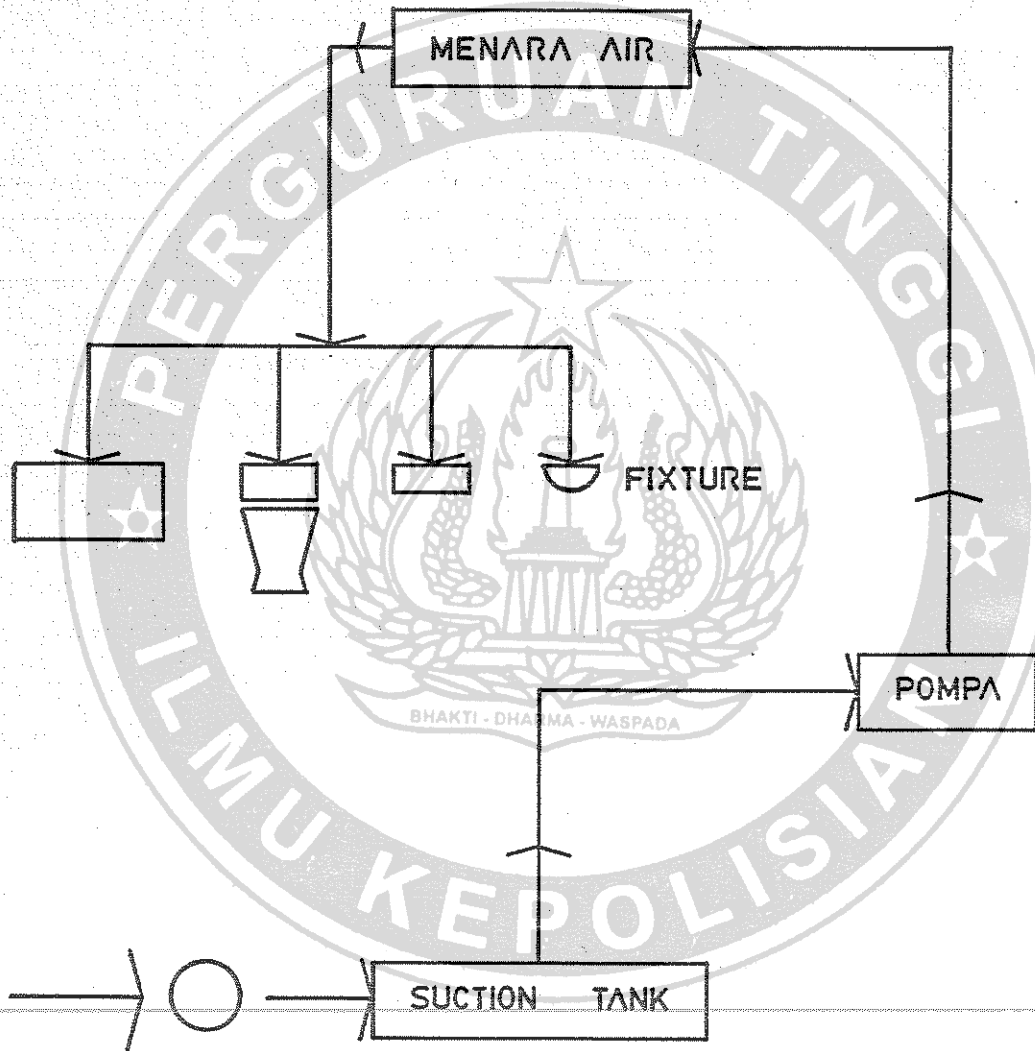 MENARA AIR
FIXTURE
POMPA
SUCTION TANK
PERGURUAN TINGGI
ILMU KEPOLISIAN
BHAKTI - DHARMA - WASPADA